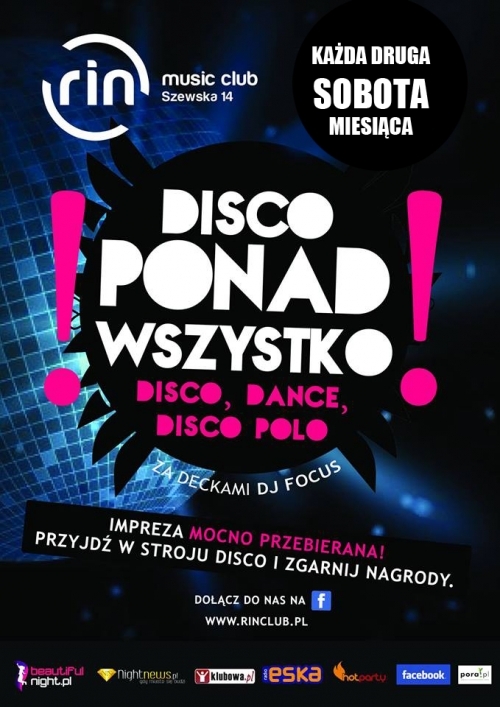 rin
music club
Szewska 14
KAŻDA DRUGA
SOBOTA
MIESIĄCA
! DISCO !
PONAD
WSZYSTKO
DISCO, DANCE,
DISCO POLO
ZA DECKAMI DJ FOCUS
IMPREZA MOCNO PRZEBIERANA!
PRZYJDŹ W STROJU DISCO I ZGARNIJ NAGRODY.
DOŁĄCZ DO NAS NA f
WWW.RINCLUB.PL
beautiful
night.pl
Nightnews.pl
klubowa.pl
radio
ESKA
hotparty
facebook
pora.pl